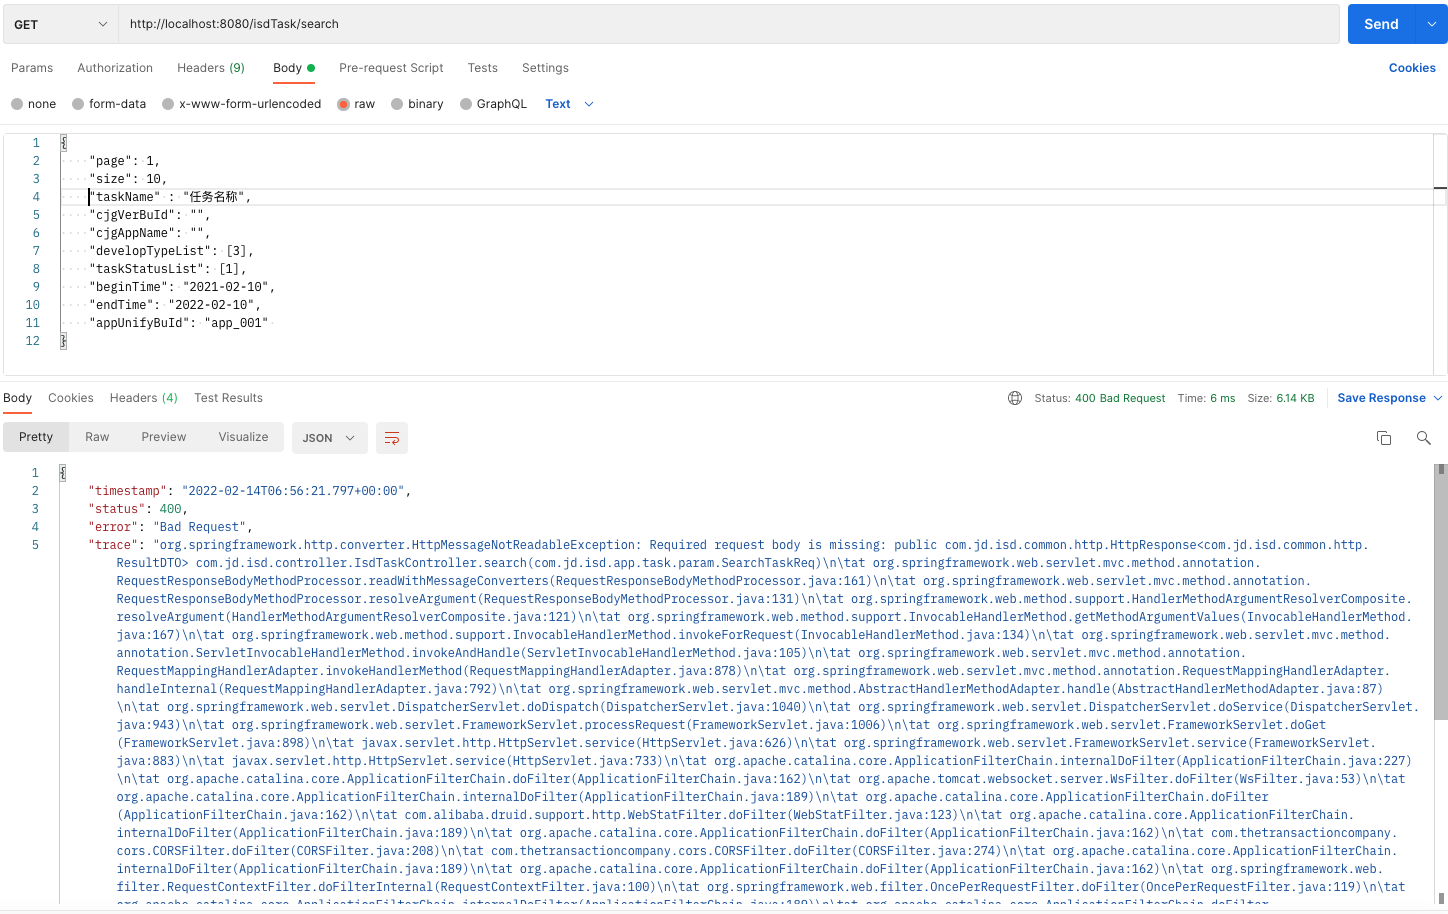 GET http://localhost:8080/isdTask/search Send
Params Authorization Headers (9) Body Pre-request Script Tests Settings Cookies
none form-data x-www-form-urlencoded raw binary GraphQL Text
1 {
2 "page": 1,
3 "size": 10,
4 "taskName" : "任务名称",
5 "cjgVerBuId": "",
6 "cjgAppName": "",
7 "developTypeList": [3],
8 "taskStatusList": [1],
9 "beginTime": "2021-02-10",
10 "endTime": "2022-02-10",
11 "appUnifyBuId": "app_001"
12 }
Body Cookies Headers (4) Test Results Status: 400 Bad Request Time: 6 ms Size: 6.14 KB Save Response
Pretty Raw Preview Visualize JSON
1 {
2 "timestamp": "2022-02-14T06:56:21.797+00:00",
3 "status": 400,
4 "error": "Bad Request",
5 "trace": "org.springframework.http.converter.HttpMessageNotReadableException: Required request body is missing: public com.jd.isd.common.http.HttpResponse<com.jd.isd.common.http.
ResultDTO> com.jd.isd.controller.IsdTaskController.search(com.jd.isd.app.task.param.SearchTaskReq)\n\tat org.springframework.web.servlet.mvc.method.annotation.
RequestResponseBodyMethodProcessor.readWithMessageConverters(RequestResponseBodyMethodProcessor.java:161)\n\tat org.springframework.web.servlet.mvc.method.annotation.
RequestResponseBodyMethodProcessor.resolveArgument(RequestResponseBodyMethodProcessor.java:131)\n\tat org.springframework.web.method.support.HandlerMethodArgumentResolverComposite.
resolveArgument(HandlerMethodArgumentResolverComposite.java:121)\n\tat org.springframework.web.method.support.InvocableHandlerMethod.getMethodArgumentValues(InvocableHandlerMethod.
java:167)\n\tat org.springframework.web.method.support.InvocableHandlerMethod.invokeForRequest(InvocableHandlerMethod.java:134)\n\tat org.springframework.web.servlet.mvc.method.
annotation.ServletInvocableHandlerMethod.invokeAndHandle(ServletInvocableHandlerMethod.java:105)\n\tat org.springframework.web.servlet.mvc.method.annotation.
RequestMappingHandlerAdapter.invokeHandlerMethod(RequestMappingHandlerAdapter.java:878)\n\tat org.springframework.web.servlet.mvc.method.annotation.RequestMappingHandlerAdapter.
handleInternal(RequestMappingHandlerAdapter.java:792)\n\tat org.springframework.web.servlet.mvc.method.AbstractHandlerMethodAdapter.handle(AbstractHandlerMethodAdapter.java:87)
\n\tat org.springframework.web.servlet.DispatcherServlet.doDispatch(DispatcherServlet.java:1040)\n\tat org.springframework.web.servlet.DispatcherServlet.doService(DispatcherServlet.
java:943)\n\tat org.springframework.web.servlet.FrameworkServlet.processRequest(FrameworkServlet.java:1006)\n\tat org.springframework.web.servlet.FrameworkServlet.doGet
(FrameworkServlet.java:898)\n\tat javax.servlet.http.HttpServlet.service(HttpServlet.java:626)\n\tat org.springframework.web.servlet.FrameworkServlet.service(FrameworkServlet.
java:883)\n\tat javax.servlet.http.HttpServlet.service(HttpServlet.java:733)\n\tat org.apache.catalina.core.ApplicationFilterChain.internalDoFilter(ApplicationFilterChain.java:227)
\n\tat org.apache.catalina.core.ApplicationFilterChain.doFilter(ApplicationFilterChain.java:162)\n\tat org.apache.tomcat.websocket.server.WsFilter.doFilter(WsFilter.java:53)\n\tat
org.apache.catalina.core.ApplicationFilterChain.internalDoFilter(ApplicationFilterChain.java:189)\n\tat org.apache.catalina.core.ApplicationFilterChain.doFilter
(ApplicationFilterChain.java:162)\n\tat com.alibaba.druid.support.http.WebStatFilter.doFilter(WebStatFilter.java:123)\n\tat org.apache.catalina.core.ApplicationFilterChain.
internalDoFilter(ApplicationFilterChain.java:189)\n\tat org.apache.catalina.core.ApplicationFilterChain.doFilter(ApplicationFilterChain.java:162)\n\tat com.thetransactioncompany.
cors.CORSFilter.doFilter(CORSFilter.java:208)\n\tat com.thetransactioncompany.cors.CORSFilter.doFilter(CORSFilter.java:274)\n\tat org.apache.catalina.core.ApplicationFilterChain.
internalDoFilter(ApplicationFilterChain.java:189)\n\tat org.apache.catalina.core.ApplicationFilterChain.doFilter(ApplicationFilterChain.java:162)\n\tat org.springframework.web.
filter.RequestContextFilter.doFilterInternal(RequestContextFilter.java:100)\n\tat org.springframework.web.filter.OncePerRequestFilter.doFilter(OncePerRequestFilter.java:119)\n\tat